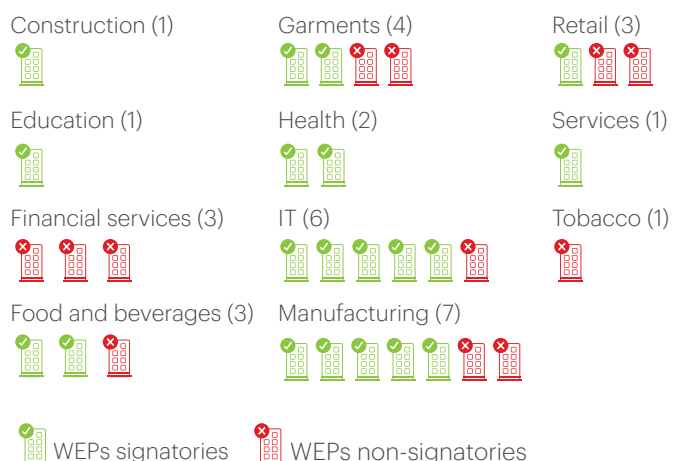 Construction (1)
Garments (4)
Retail (3)
Education (1)
Health (2)
Services (1)
Financial services (3)
IT (6)
Tobacco (1)
Food and beverages (3)
Manufacturing (7)
WEPs signatories
WEPs non-signatories